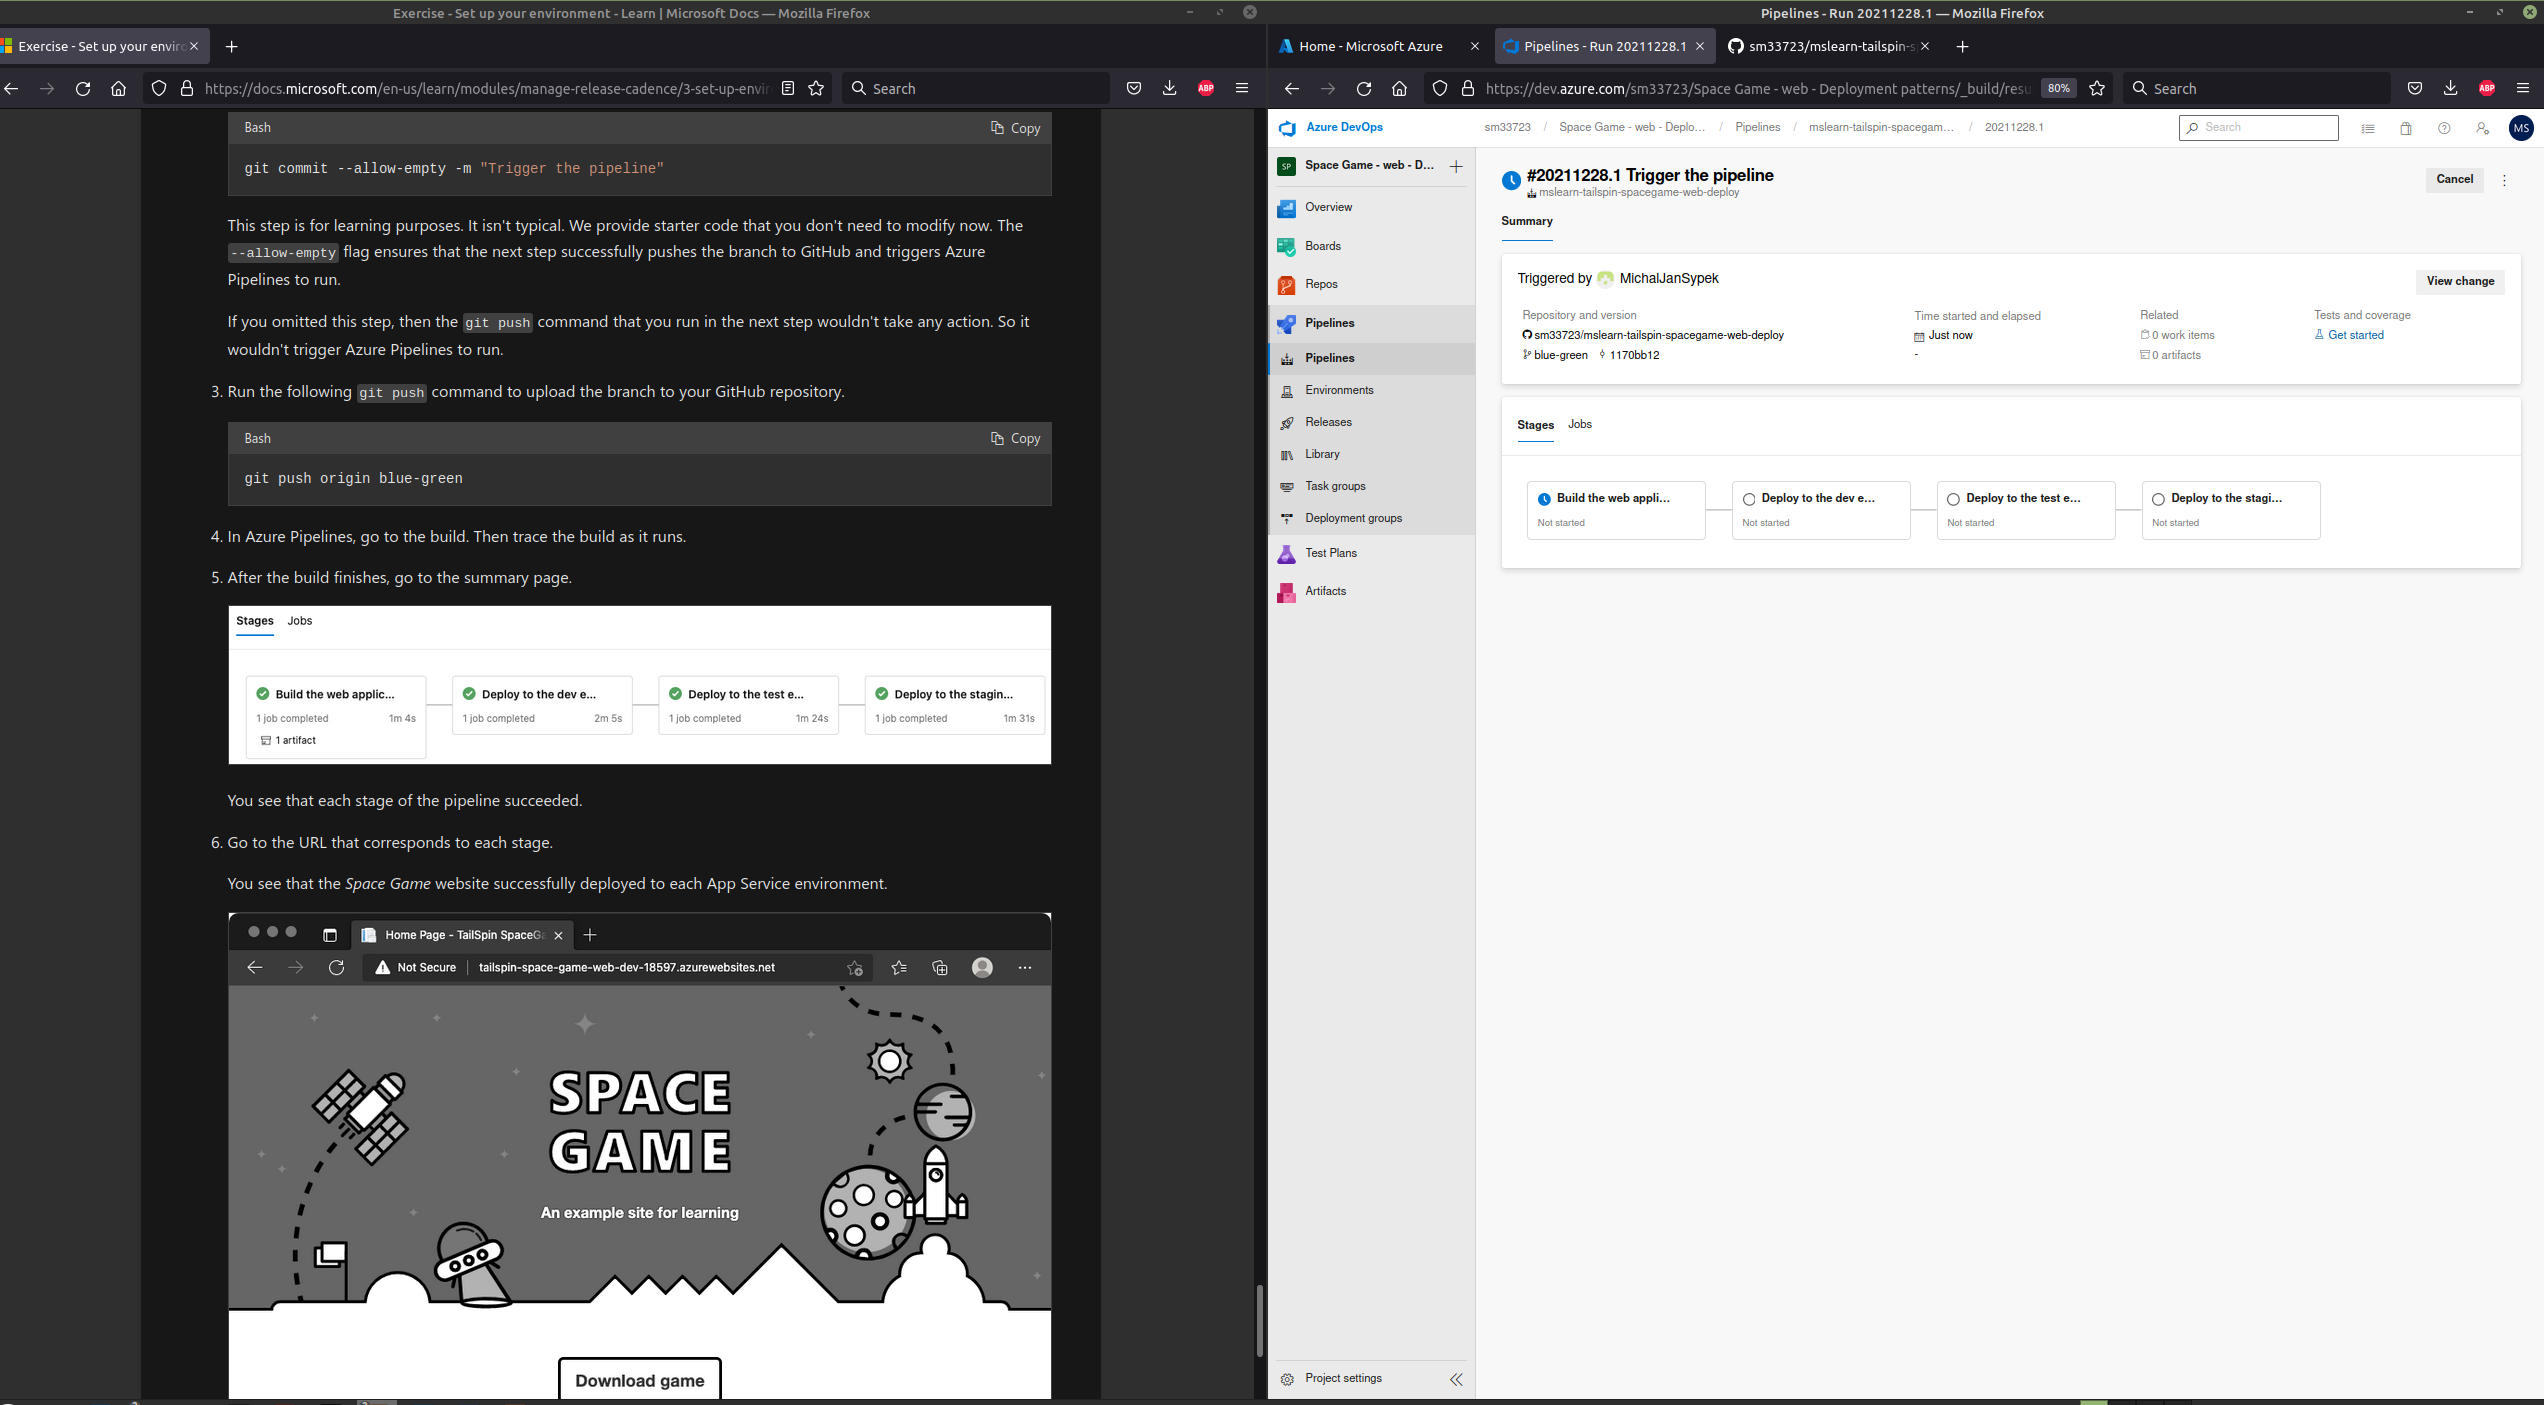 Exercise - Set up your environment - Learn | Microsoft Docs — Mozilla Firefox
Exercise - Set up your enviro
https://docs.microsoft.com/en-us/learn/modules/manage-release-cadence/3-set-up-envir
Search
ABP
Bash
Copy
git commit --allow-empty -m "Trigger the pipeline"
This step is for learning purposes. It isn't typical. We provide starter code that you don't need to modify now. The
--allow-empty flag ensures that the next step successfully pushes the branch to GitHub and triggers Azure
Pipelines to run.
If you omitted this step, then the git push command that you run in the next step wouldn't take any action. So it
wouldn't trigger Azure Pipelines to run.
3. Run the following git push command to upload the branch to your GitHub repository.
Bash
Copy
git push origin blue-green
4. In Azure Pipelines, go to the build. Then trace the build as it runs.
5. After the build finishes, go to the summary page.
Stages Jobs
Build the web applic...
1 job completed 1m 4s
1 artifact
Deploy to the dev e...
1 job completed 2m 5s
Deploy to the test e...
1 job completed 1m 24s
Deploy to the stagin...
1 job completed 1m 31s
You see that each stage of the pipeline succeeded.
6. Go to the URL that corresponds to each stage.
You see that the Space Game website successfully deployed to each App Service environment.
Home Page - TailSpin SpaceGa
Not Secure
tailspin-space-game-web-dev-18597.azurewebsites.net
SPACE
GAME
An example site for learning
Download game
Pipelines - Run 20211228.1 — Mozilla Firefox
Home - Microsoft Azure
Pipelines - Run 20211228.1
sm33723/mslearn-tailspin-s
https://dev.azure.com/sm33723/Space Game - web - Deployment patterns/_build/resu
80%
Search
ABP
Azure DevOps
sm33723 / Space Game - web - Deplo... / Pipelines / mslearn-tailspin-spacegam... / 20211228.1
Search
MS
SP
Space Game - web - D...
Overview
Boards
Repos
Pipelines
Pipelines
Environments
Releases
Library
Task groups
Deployment groups
Test Plans
Artifacts
Project settings
#20211228.1 Trigger the pipeline
mslearn-tailspin-spacegame-web-deploy
Cancel
Summary
Triggered by MichalJanSypek
View change
Repository and version
sm33723/mslearn-tailspin-spacegame-web-deploy
blue-green 1170bb12
Time started and elapsed
Just now
-
Related
0 work items
0 artifacts
Tests and coverage
Get started
Stages Jobs
Build the web appli...
Not started
Deploy to the dev e...
Not started
Deploy to the test e...
Not started
Deploy to the stagi...
Not started